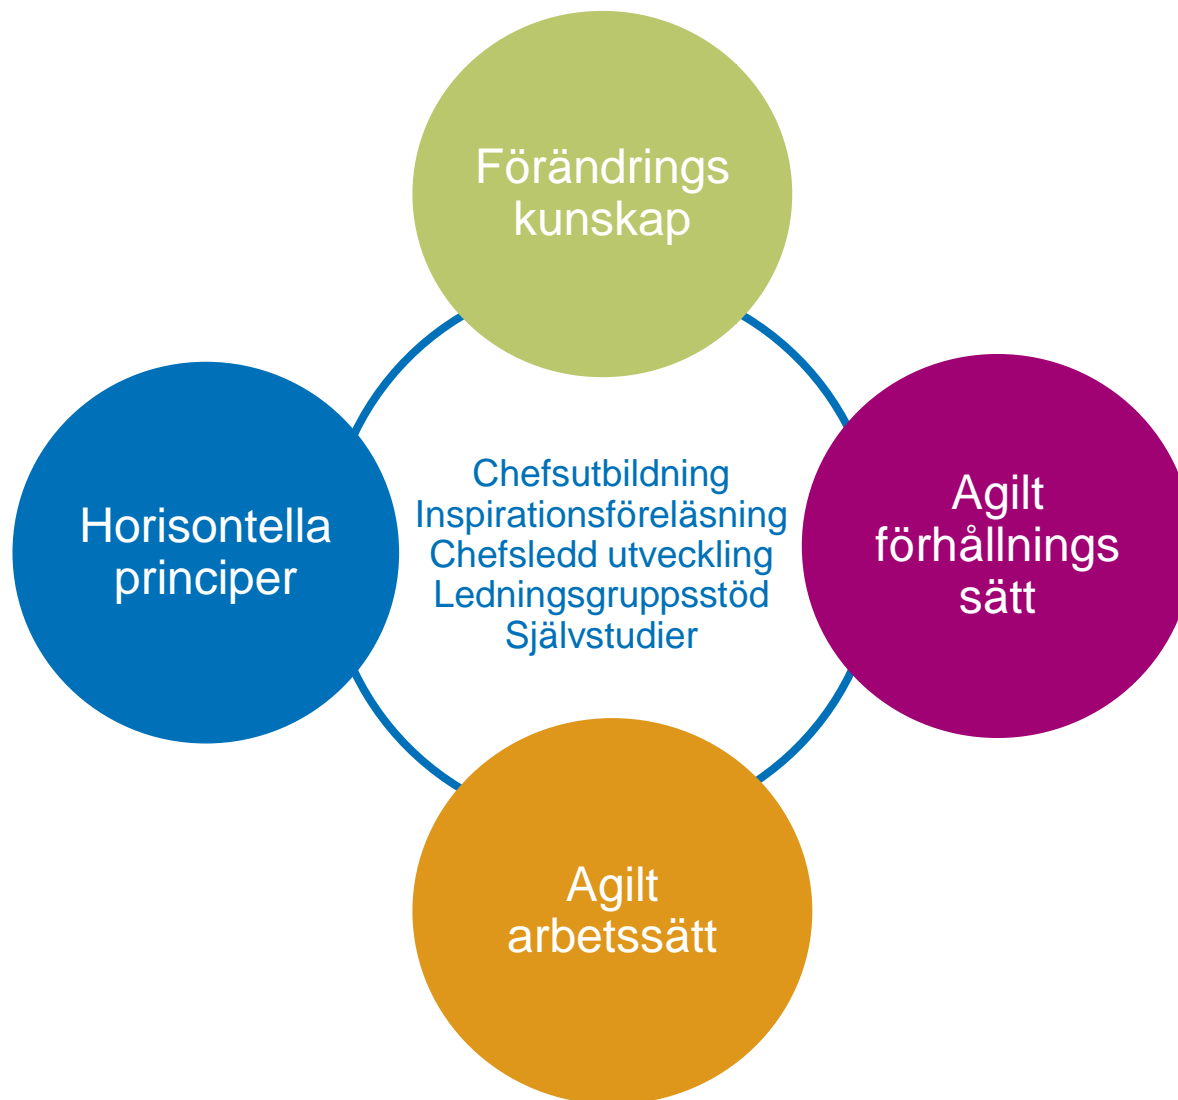 Förändrings
kunskap
Horisontella
principer
Chefsutbildning
Inspirationsföreläsning
Chefsledd utveckling
Ledningsgruppsstöd
Självstudier
Agilt
förhållnings
sätt
Agilt
arbetssätt